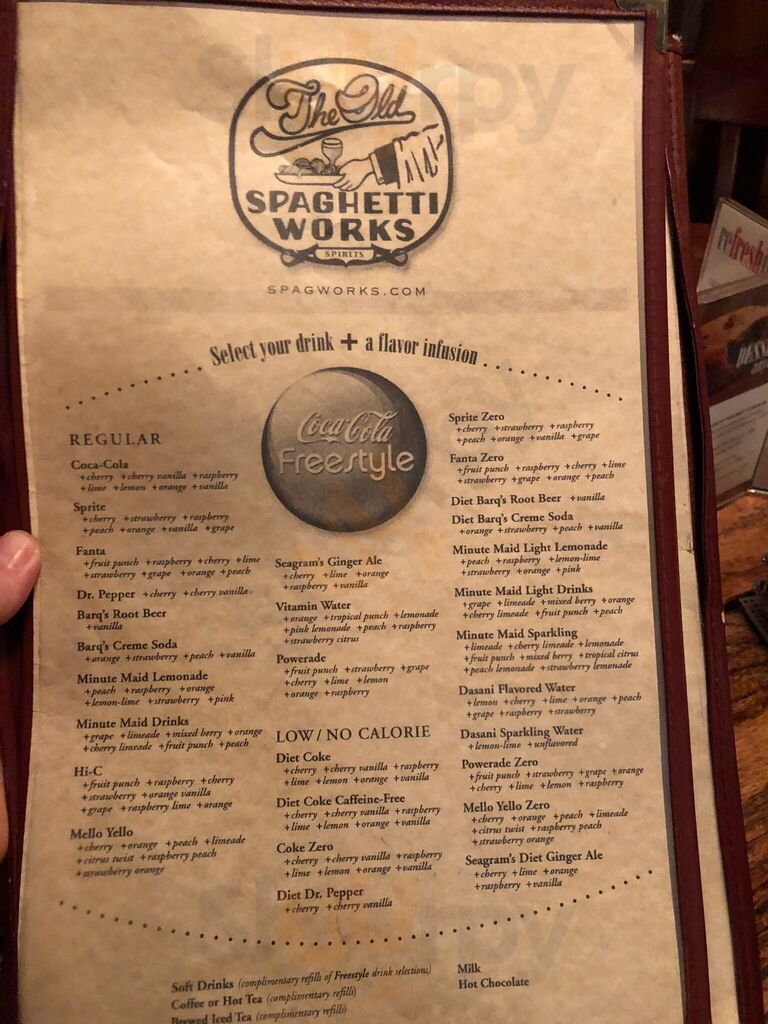 The Old
SPAGHETTI
WORKS
SPIRITS
SPAGWORKS.COM
Select your drink + a flavor infusion
Coca-Cola
Freestyle
REGULAR
Coca-Cola
+cherry +cherry vanilla +raspberry
+lime +lemon +orange +vanilla
Sprite
+cherry +strawberry +raspberry
+peach +orange +vanilla +grape
Fanta
+fruit punch +raspberry +cherry +lime
+strawberry +grape +orange +peach
Dr. Pepper +cherry +cherry vanilla
Barq's Root Beer
+vanilla
Barq's Creme Soda
+orange +strawberry +peach +vanilla
Minute Maid Lemonade
+peach +raspberry +orange
+lemon-lime +strawberry +pink
Minute Maid Drinks
+grape +limeade +mixed berry +orange
+cherry limeade +fruit punch +peach
Hi-C
+fruit punch +raspberry +cherry
+strawberry +orange vanilla
+grape +raspberry lime +orange
Mello Yello
+cherry +orange +peach +limeade
+citrus twist +raspberry peach
+strawberry orange
Seagram's Ginger Ale
+cherry +lime +orange
+raspberry +vanilla
Vitamin Water
+orange +tropical punch +lemonade
+pink lemonade +peach +raspberry
+strawberry citrus
Powerade
+fruit punch +strawberry +grape
+cherry +lime +lemon
+orange +raspberry
LOW / NO CALORIE
Diet Coke
+cherry +cherry vanilla +raspberry
+lime +lemon +orange +vanilla
Diet Coke Caffeine-Free
+cherry +cherry vanilla +raspberry
+lime +lemon +orange +vanilla
Coke Zero
+cherry +cherry vanilla +raspberry
+lime +lemon +orange +vanilla
Diet Dr. Pepper
+cherry +cherry vanilla
Sprite Zero
+cherry +strawberry +raspberry
+peach +orange +vanilla +grape
Fanta Zero
+fruit punch +raspberry +cherry +lime
+strawberry +grape +orange +peach
Diet Barq's Root Beer +vanilla
Diet Barq's Creme Soda
+orange +strawberry +peach +vanilla
Minute Maid Light Lemonade
+peach +raspberry +lemon-lime
+strawberry +orange +pink
Minute Maid Light Drinks
+grape +limeade +mixed berry +orange
+cherry limeade +fruit punch +peach
Minute Maid Sparkling
+limeade +cherry limeade +lemonade
+fruit punch +mixed berry +tropical citrus
+peach lemonade +strawberry lemonade
Dasani Flavored Water
+lemon +cherry +lime +orange +peach
+grape +raspberry +strawberry
Dasani Sparkling Water
+lemon-lime +unflavored
Powerade Zero
+fruit punch +strawberry +grape +orange
+cherry +lime +lemon +raspberry
Mello Yello Zero
+cherry +orange +peach +limeade
+citrus twist +raspberry peach
+strawberry orange
Seagram's Diet Ginger Ale
+cherry +lime +orange
+raspberry +vanilla
Soft Drinks (complimentary refills of Freestyle drink selections)
Coffee or Hot Tea (complimentary refills)
Brewed Iced Tea (complimentary refills)
Milk
Hot Chocolate
refresh